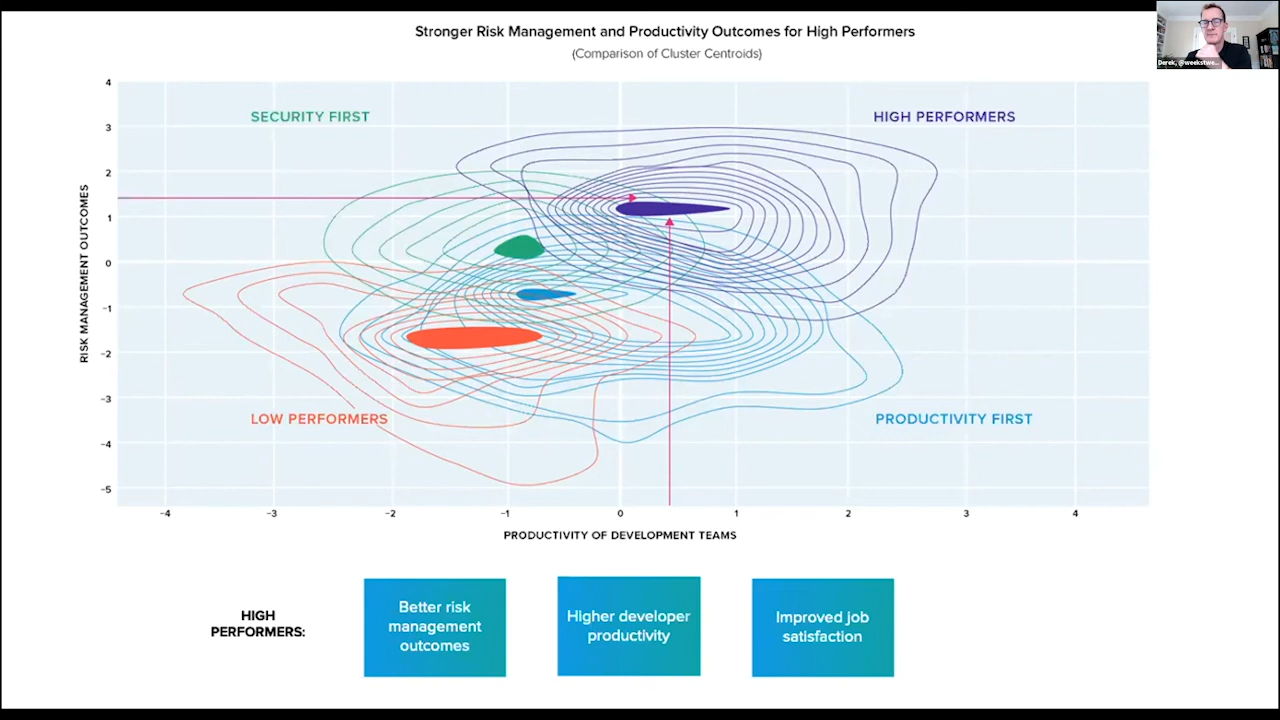 Stronger Risk Management and Productivity Outcomes for High Performers
(Comparison of Cluster Centroids)
Derek, @weekstwe...
SECURITY FIRST
HIGH PERFORMERS
LOW PERFORMERS
PRODUCTIVITY FIRST
RISK MANAGEMENT OUTCOMES
4
3
2
1
0
−1
−2
−3
−4
−5
−4
−3
−2
−1
0
1
2
3
4
PRODUCTIVITY OF DEVELOPMENT TEAMS
HIGH
PERFORMERS:
Better risk
management
outcomes
Higher developer
productivity
Improved job
satisfaction